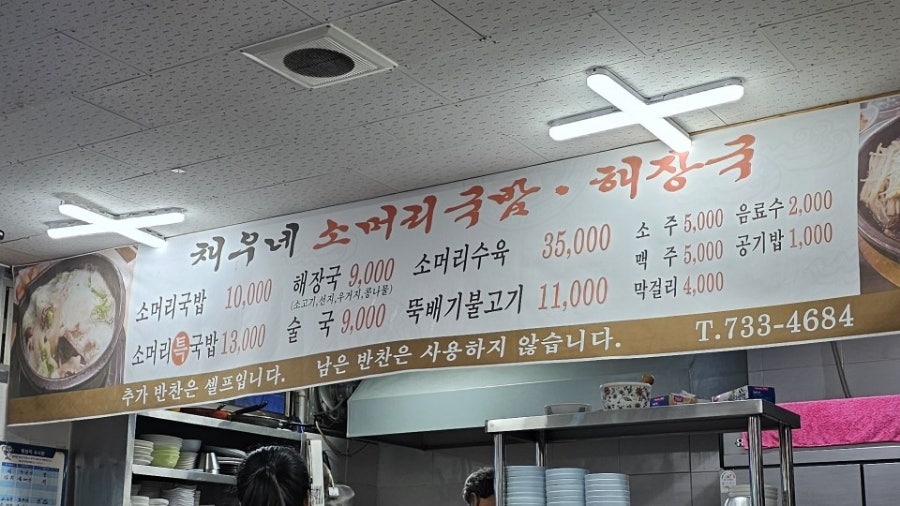 채우네 소머리국밥·해장국
소머리국밥 10,000
소머리특국밥 13,000
해장국 9,000
(소고기,선지,우거지,콩나물)
술 국 9,000
소머리수육 35,000
뚝배기불고기 11,000
소 주 5,000
맥 주 5,000
막걸리 4,000
음료수 2,000
공기밥 1,000
추가 반찬은 셀프입니다. 남은 반찬은 사용하지 않습니다. T.733-4684